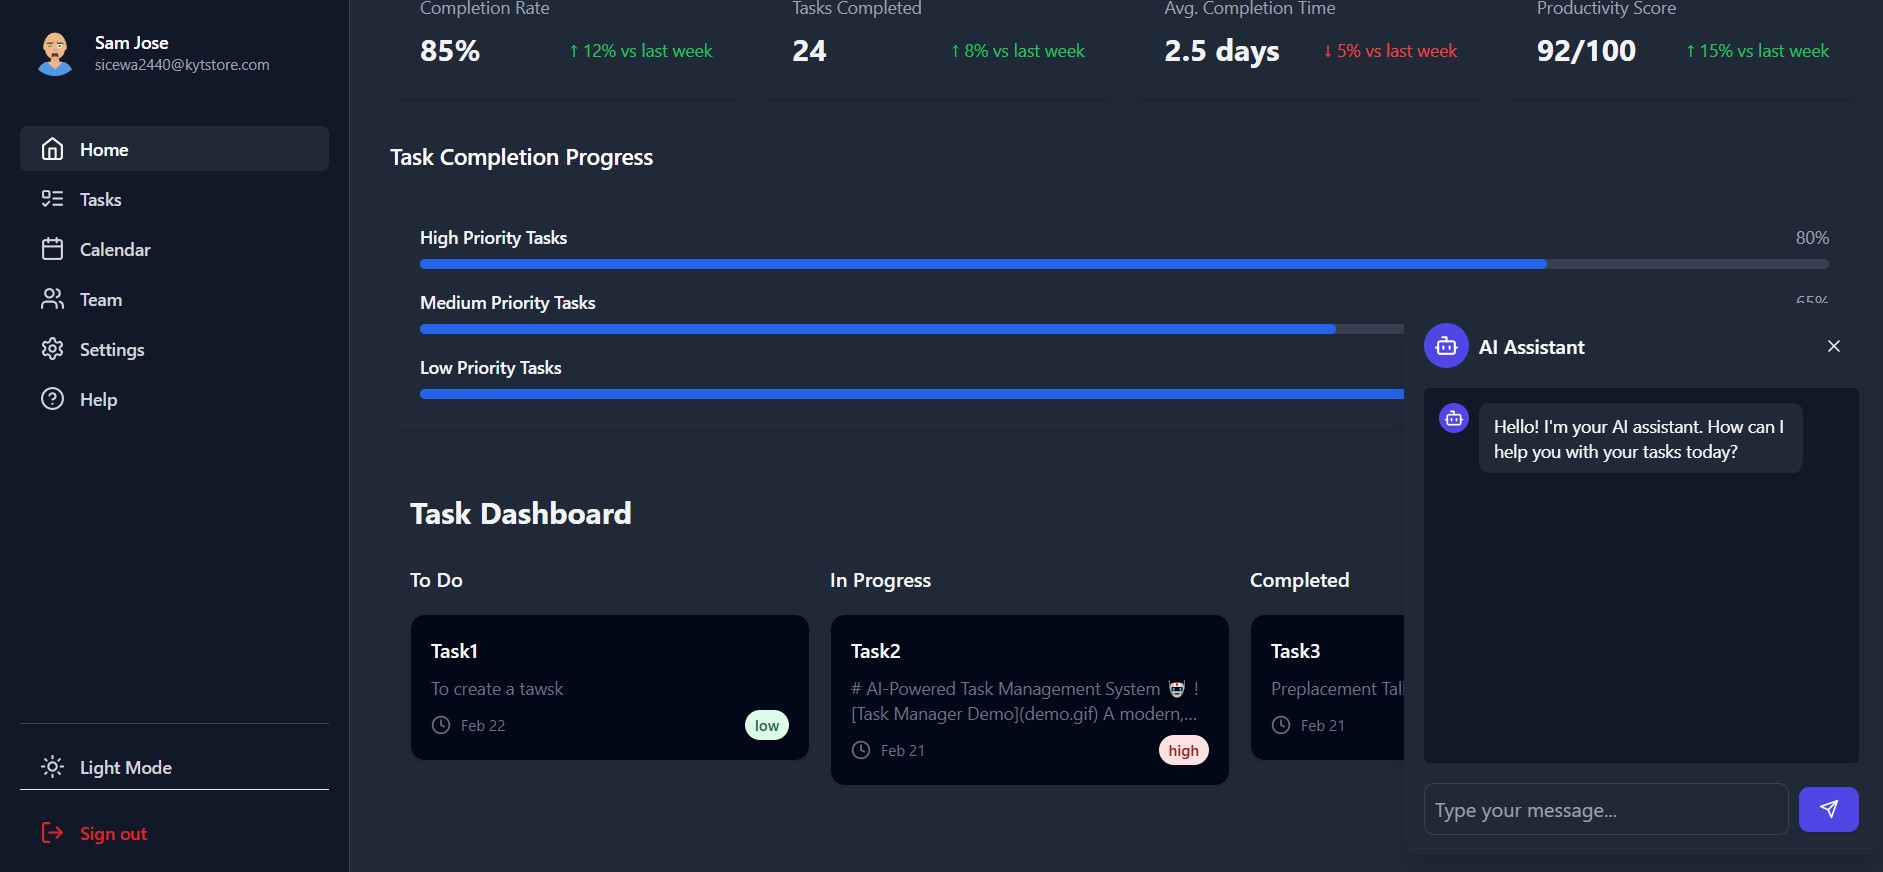 Sam Jose
sicewa2440@kytstore.com
Home
Tasks
Calendar
Team
Settings
Help
Light Mode
Sign out
Completion Rate
85% ↑ 12% vs last week
Tasks Completed
24 ↑ 8% vs last week
Avg. Completion Time
2.5 days ↓ 5% vs last week
Productivity Score
92/100 ↑ 15% vs last week
Task Completion Progress
High Priority Tasks 80%
Medium Priority Tasks 65%
Low Priority Tasks
Task Dashboard
To Do
Task1
To create a tawsk
Feb 22 low
In Progress
Task2
# AI-Powered Task Management System 🤖 !
[Task Manager Demo](demo.gif) A modern,...
Feb 21
high
Completed
Task3
Preplacement
Feb 21
AI Assistant
Hello! I'm your AI assistant. How can I
help you with your tasks today?
Type your message...